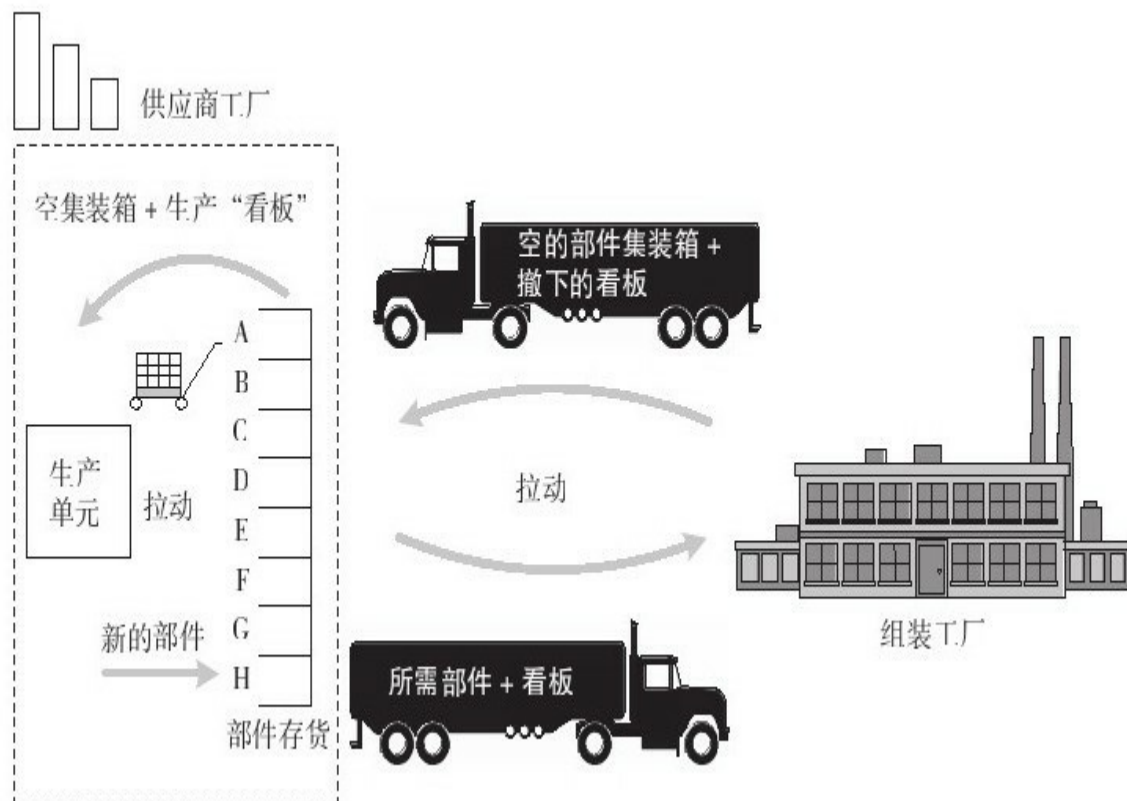 供应商工厂
空集装箱 + 生产“看板”
空的部件集装箱 +
撤下的看板
A
B
C
D
E
F
G
H
生产
单元
拉动
拉动
新的部件
部件存货
所需部件 + 看板
组装工厂